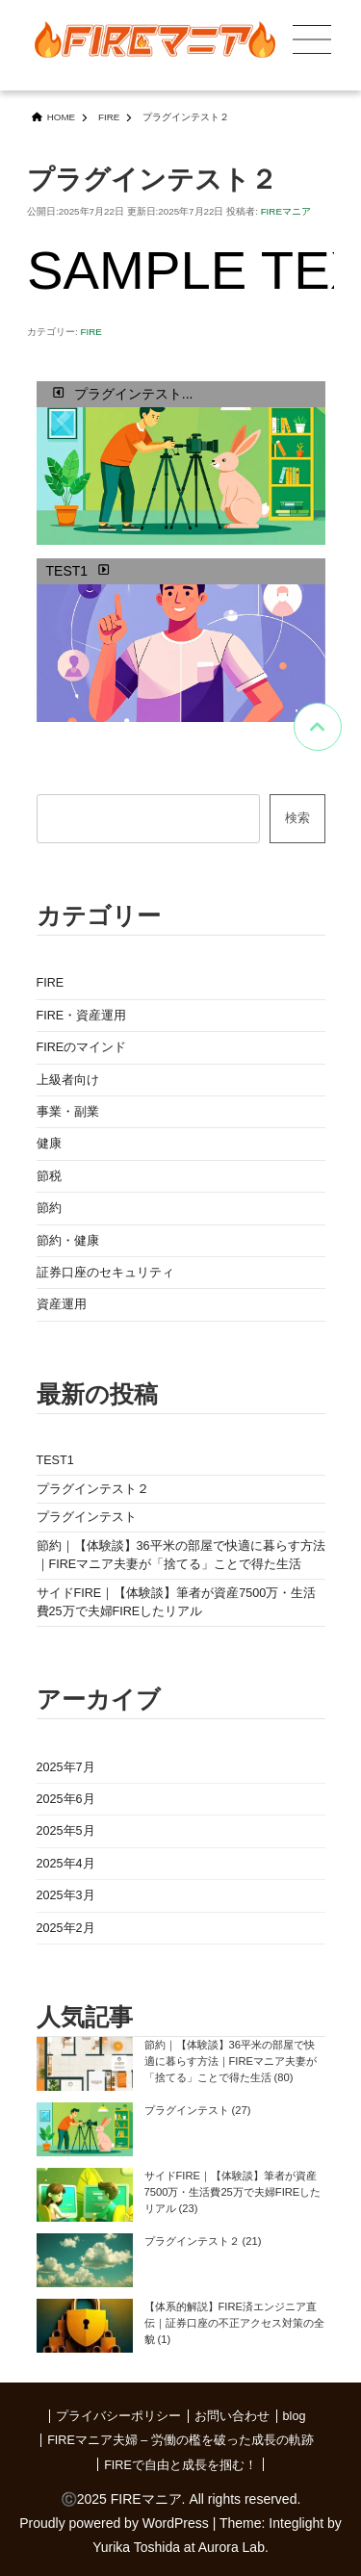 FIREマニア
HOME FIRE プラグインテスト２
プラグインテスト２
公開日:2025年7月22日 更新日:2025年7月22日 投稿者: FIREマニア
SAMPLE TEX
カテゴリー: FIRE
プラグインテスト...
TEST1
検索
カテゴリー
FIRE
FIRE・資産運用
FIREのマインド
上級者向け
事業・副業
健康
節税
節約
節約・健康
証券口座のセキュリティ
資産運用
最新の投稿
TEST1
プラグインテスト２
プラグインテスト
節約｜【体験談】36平米の部屋で快適に暮らす方法
｜FIREマニア夫妻が「捨てる」ことで得た生活
サイドFIRE｜【体験談】筆者が資産7500万・生活
費25万で夫婦FIREしたリアル
アーカイブ
2025年7月
2025年6月
2025年5月
2025年4月
2025年3月
2025年2月
人気記事
節約｜【体験談】36平米の部屋で快
適に暮らす方法｜FIREマニア夫妻が
「捨てる」ことで得た生活 (80)
プラグインテスト (27)
サイドFIRE｜【体験談】筆者が資産
7500万・生活費25万で夫婦FIREした
リアル (23)
プラグインテスト２ (21)
【体系的解説】FIRE済エンジニア直
伝｜証券口座の不正アクセス対策の全
貌 (1)
プライバシーポリシー お問い合わせ blog
FIREマニア夫婦 – 労働の檻を破った成長の軌跡
FIREで自由と成長を掴む！
©2025 FIREマニア. All rights reserved.
Proudly powered by WordPress | Theme: Integlight by
Yurika Toshida at Aurora Lab.